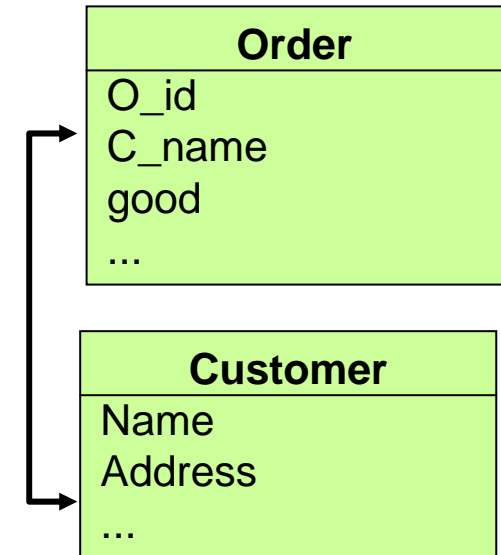 Order
O_id
C_name
good
...
Customer
Name
Address
...